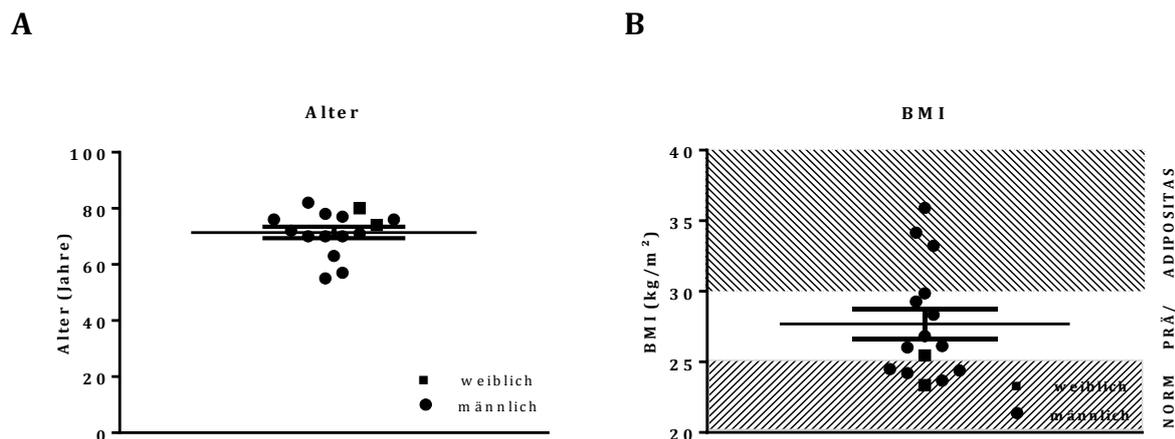 A
Alter
Alter (Jahre)
100
80
60
40
20
0
weiblich
männlich
B
BMI
BMI (kg/m²)
40
35
30
25
20
weiblich
männlich
NORM PRÄ/ ADIPOSITAS